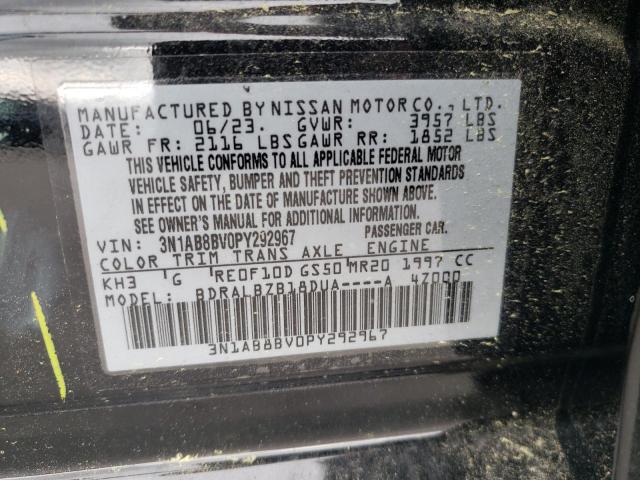 MANUFACTURED BY NISSAN MOTOR CO., LTD.
DATE: 06/23. GVWR: 3957 LBS
GAWR FR: 2116 LBS GAWR RR: 1852 LBS
THIS VEHICLE CONFORMS TO ALL APPLICABLE FEDERAL MOTOR
VEHICLE SAFETY, BUMPER AND THEFT PREVENTION STANDARDS
IN EFFECT ON THE DATE OF MANUFACTURE SHOWN ABOVE.
SEE OWNER'S MANUAL FOR ADDITIONAL INFORMATION.
VIN: 3N1AB8BV0PY292967 PASSENGER CAR.
COLOR TRIM TRANS AXLE ENGINE
KH3 'G 'RE0F10D GS50'MR20 1997 CC
MODEL: BDRALBZB18DUA----A 4Z000
3N1AB8BV0PY292967